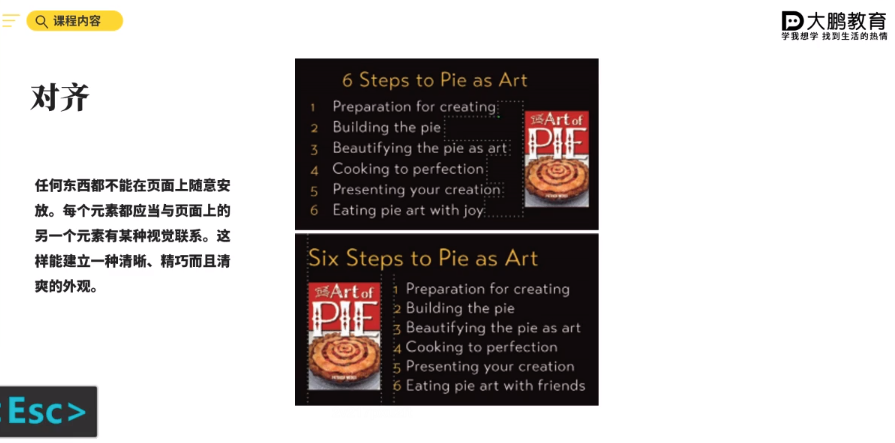 课程内容
大鹏教育
学我想学 找到生活的热情
对齐
任何东西都不能在页面上随意安
放。每个元素都应当与页面上的
另一个元素有某种视觉联系。这
样能建立一种清晰、精巧而且清
爽的外观。
6 Steps to Pie as Art
1 Preparation for creating
2 Building the pie
3 Beautifying the pie as art
4 Cooking to perfection
5 Presenting your creation
6 Eating pie art with joy
The Art of
PIE
Six Steps to Pie as Art
The Art of
PIE
1 Preparation for creating
2 Building the pie
3 Beautifying the pie as art
4 Cooking to perfection
5 Presenting your creation
6 Eating pie art with friends
Esc>